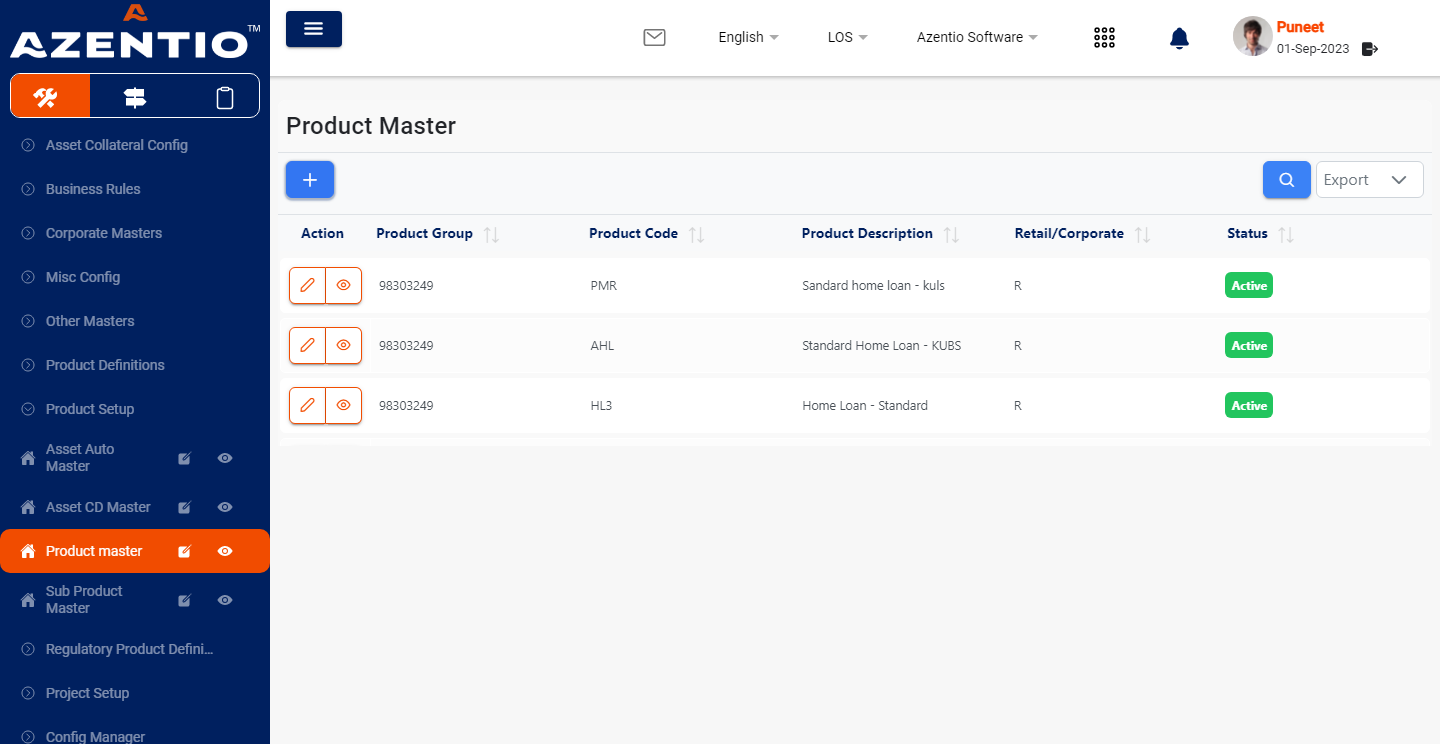 AZENTIO™
English
LOS
Azentio Software
Puneet
01-Sep-2023
Asset Collateral Config
Business Rules
Corporate Masters
Misc Config
Other Masters
Product Definitions
Product Setup
Asset Auto
Master
Asset CD Master
Product master
Sub Product
Master
Regulatory Product Defini...
Project Setup
Config Manager
Product Master
Export
Action Product Group Product Code Product Description Retail/Corporate Status
98303249 PMR Sandard home loan - kuls R Active
98303249 AHL Standard Home Loan - KUBS R Active
98303249 HL3 Home Loan - Standard R Active